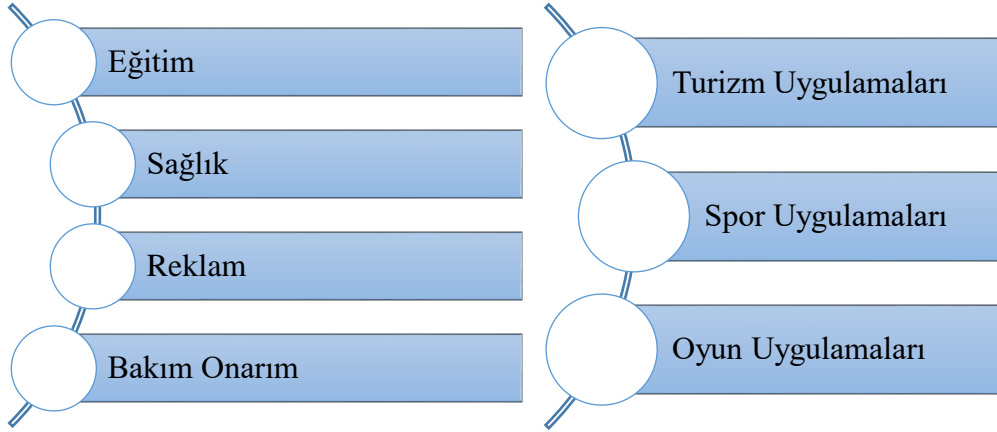 Eğitim
Sağlık
Reklam
Bakım Onarım
Turizm Uygulamaları
Spor Uygulamaları
Oyun Uygulamaları